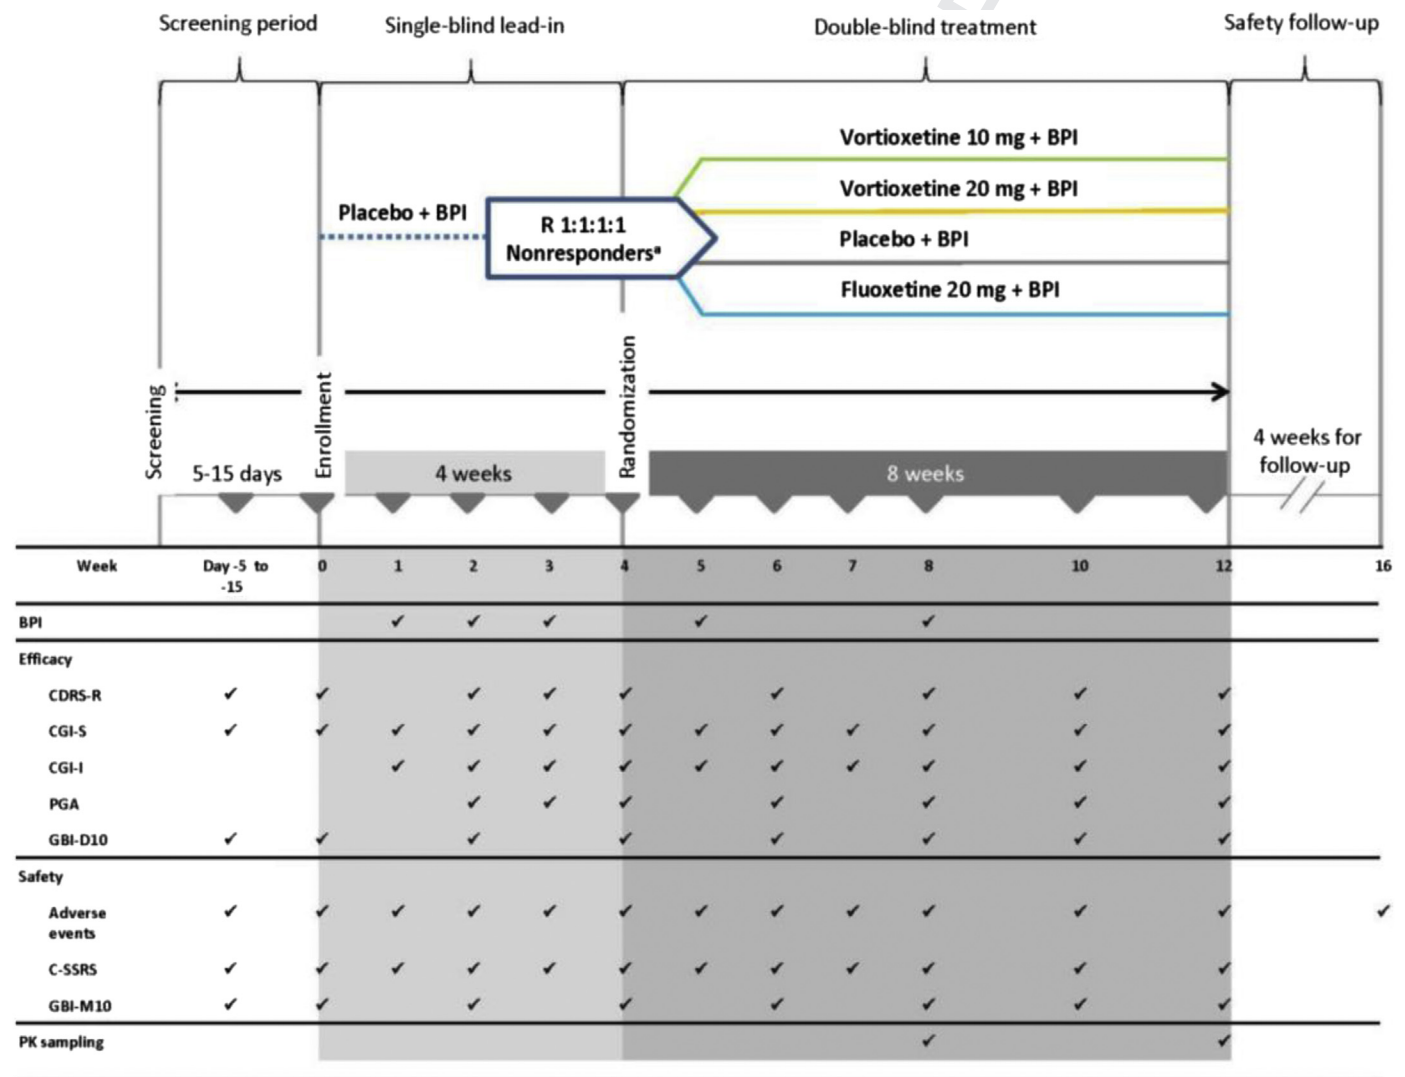 Screening period Single-blind lead-in Double-blind treatment Safety follow-up
Vortioxetine 10 mg + BPI
Vortioxetine 20 mg + BPI
Placebo + BPI
R 1:1:1:1
Nonrespondersª
Placebo + BPI
Fluoxetine 20 mg + BPI
Screening
Enrollment
Randomization
5-15 days
4 weeks
8 weeks
4 weeks for
follow-up
Week Day -5 to 0 1 2 3 4 5 6 7 8 10 12 16
-15
BPI ✔ ✔ ✔ ✔ ✔
Efficacy
CDRS-R ✔ ✔ ✔ ✔ ✔ ✔ ✔ ✔ ✔
CGI-S ✔ ✔ ✔ ✔ ✔ ✔ ✔ ✔ ✔ ✔ ✔ ✔
CGI-I ✔ ✔ ✔ ✔ ✔ ✔ ✔ ✔ ✔ ✔
PGA ✔ ✔ ✔ ✔ ✔ ✔ ✔
GBI-D10 ✔ ✔ ✔ ✔ ✔ ✔ ✔ ✔
Safety
Adverse ✔ ✔ ✔ ✔ ✔ ✔ ✔ ✔ ✔ ✔ ✔ ✔ ✔
events
C-SSRS ✔ ✔ ✔ ✔ ✔ ✔ ✔ ✔ ✔ ✔ ✔ ✔
GBI-M10 ✔ ✔ ✔ ✔ ✔ ✔ ✔ ✔
PK sampling ✔ ✔